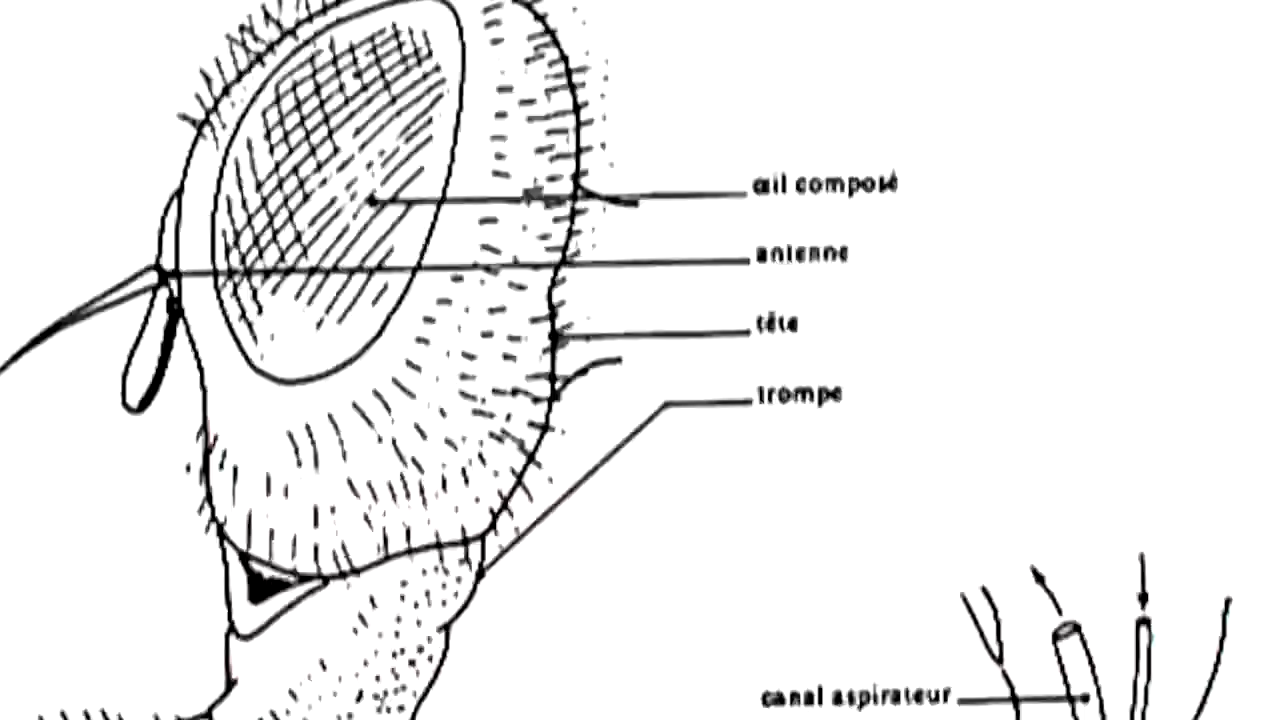 œil composé
antenne
tête
trompe
canal aspirateur